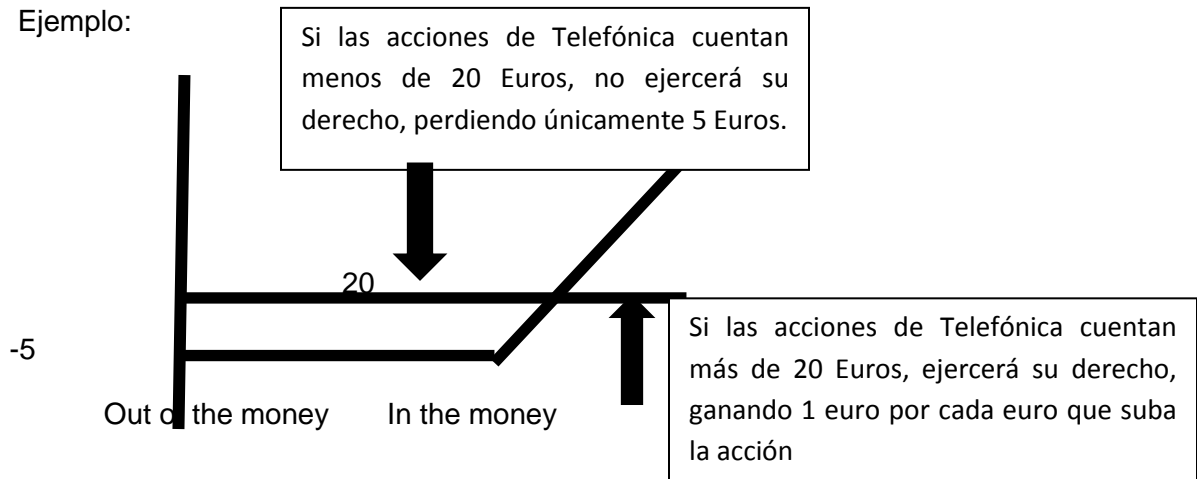 Ejemplo:
Si las acciones de Telefónica cuentan
menos de 20 Euros, no ejercerá su
derecho, perdiendo únicamente 5 Euros.
20
-5
Si las acciones de Telefónica cuentan
más de 20 Euros, ejercerá su derecho,
ganando 1 euro por cada euro que suba
la acción
Out of the money In the money